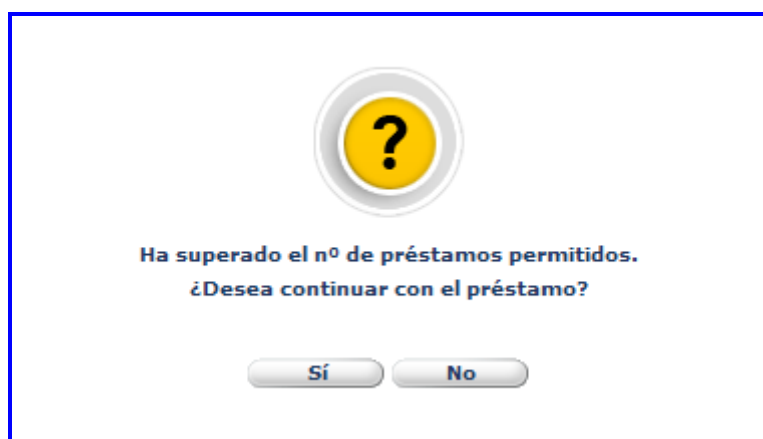 ?
Ha superado el nº de préstamos permitidos.
¿Desea continuar con el préstamo?
Sí No